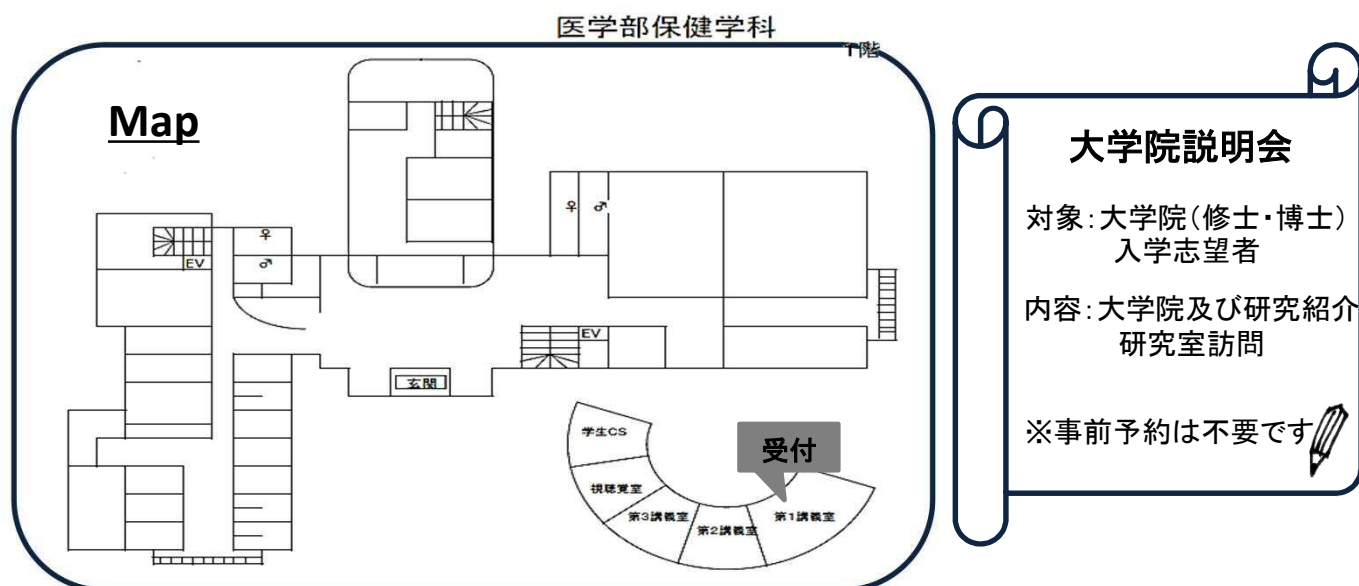 医学部保健学科
1階
Map
♀
♂
♀
EV
♂
EV
玄関
学生CS
受付
視聴覚室
第3講義室
第2講義室
第1講義室
大学院説明会
対象：大学院（修士・博士）
入学志望者
内容：大学院及び研究紹介
研究室訪問
※事前予約は不要です